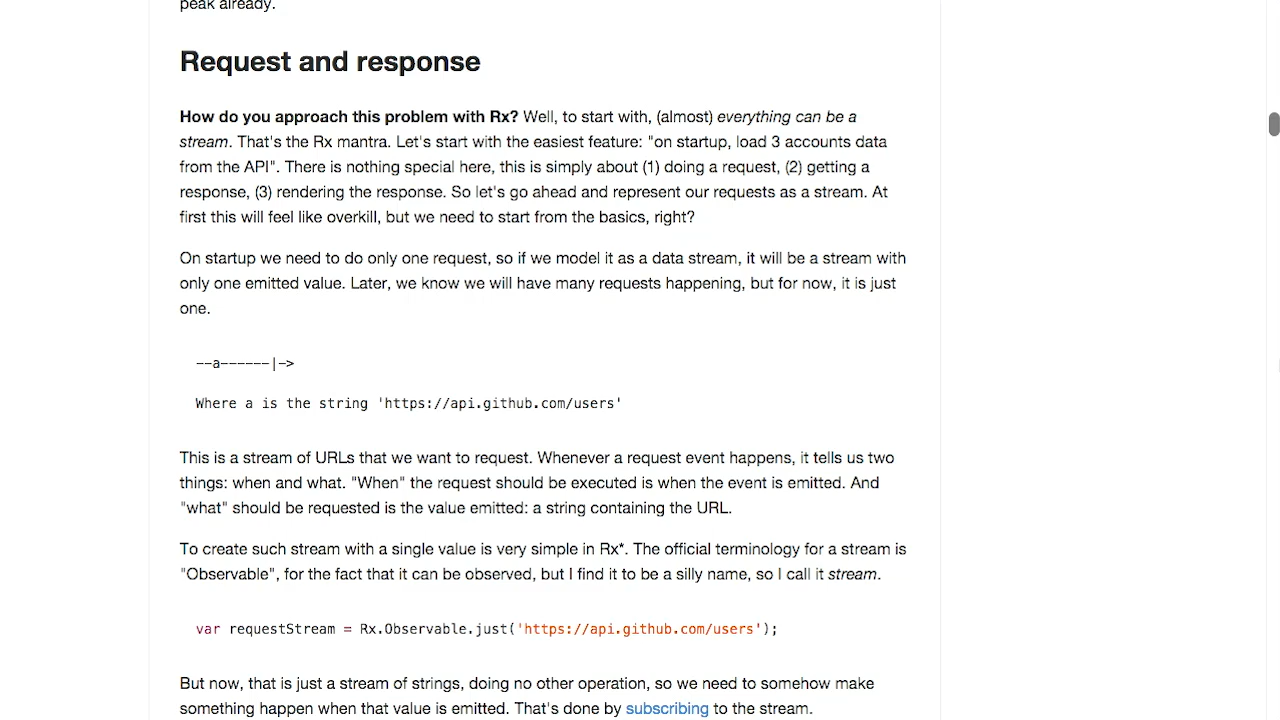 peak already.
Request and response
How do you approach this problem with Rx? Well, to start with, (almost) everything can be a
stream. That's the Rx mantra. Let's start with the easiest feature: "on startup, load 3 accounts data
from the API". There is nothing special here, this is simply about (1) doing a request, (2) getting a
response, (3) rendering the response. So let's go ahead and represent our requests as a stream. At
first this will feel like overkill, but we need to start from the basics, right?
On startup we need to do only one request, so if we model it as a data stream, it will be a stream with
only one emitted value. Later, we know we will have many requests happening, but for now, it is just
one.
--a------|->
Where a is the string 'https://api.github.com/users'
This is a stream of URLs that we want to request. Whenever a request event happens, it tells us two
things: when and what. "When" the request should be executed is when the event is emitted. And
"what" should be requested is the value emitted: a string containing the URL.
To create such stream with a single value is very simple in Rx*. The official terminology for a stream is
"Observable", for the fact that it can be observed, but I find it to be a silly name, so I call it stream.
var requestStream = Rx.Observable.just('https://api.github.com/users');
But now, that is just a stream of strings, doing no other operation, so we need to somehow make
something happen when that value is emitted. That's done by subscribing to the stream.